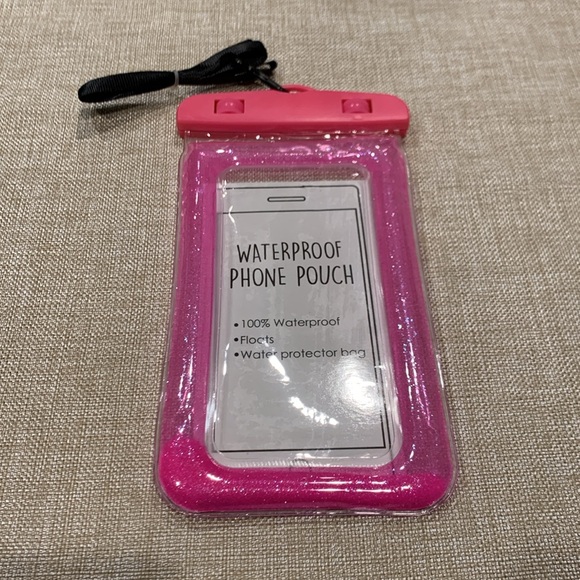 WATERPROOF
PHONE POUCH
• 100% Waterproof
• Floats
• Water protector bag